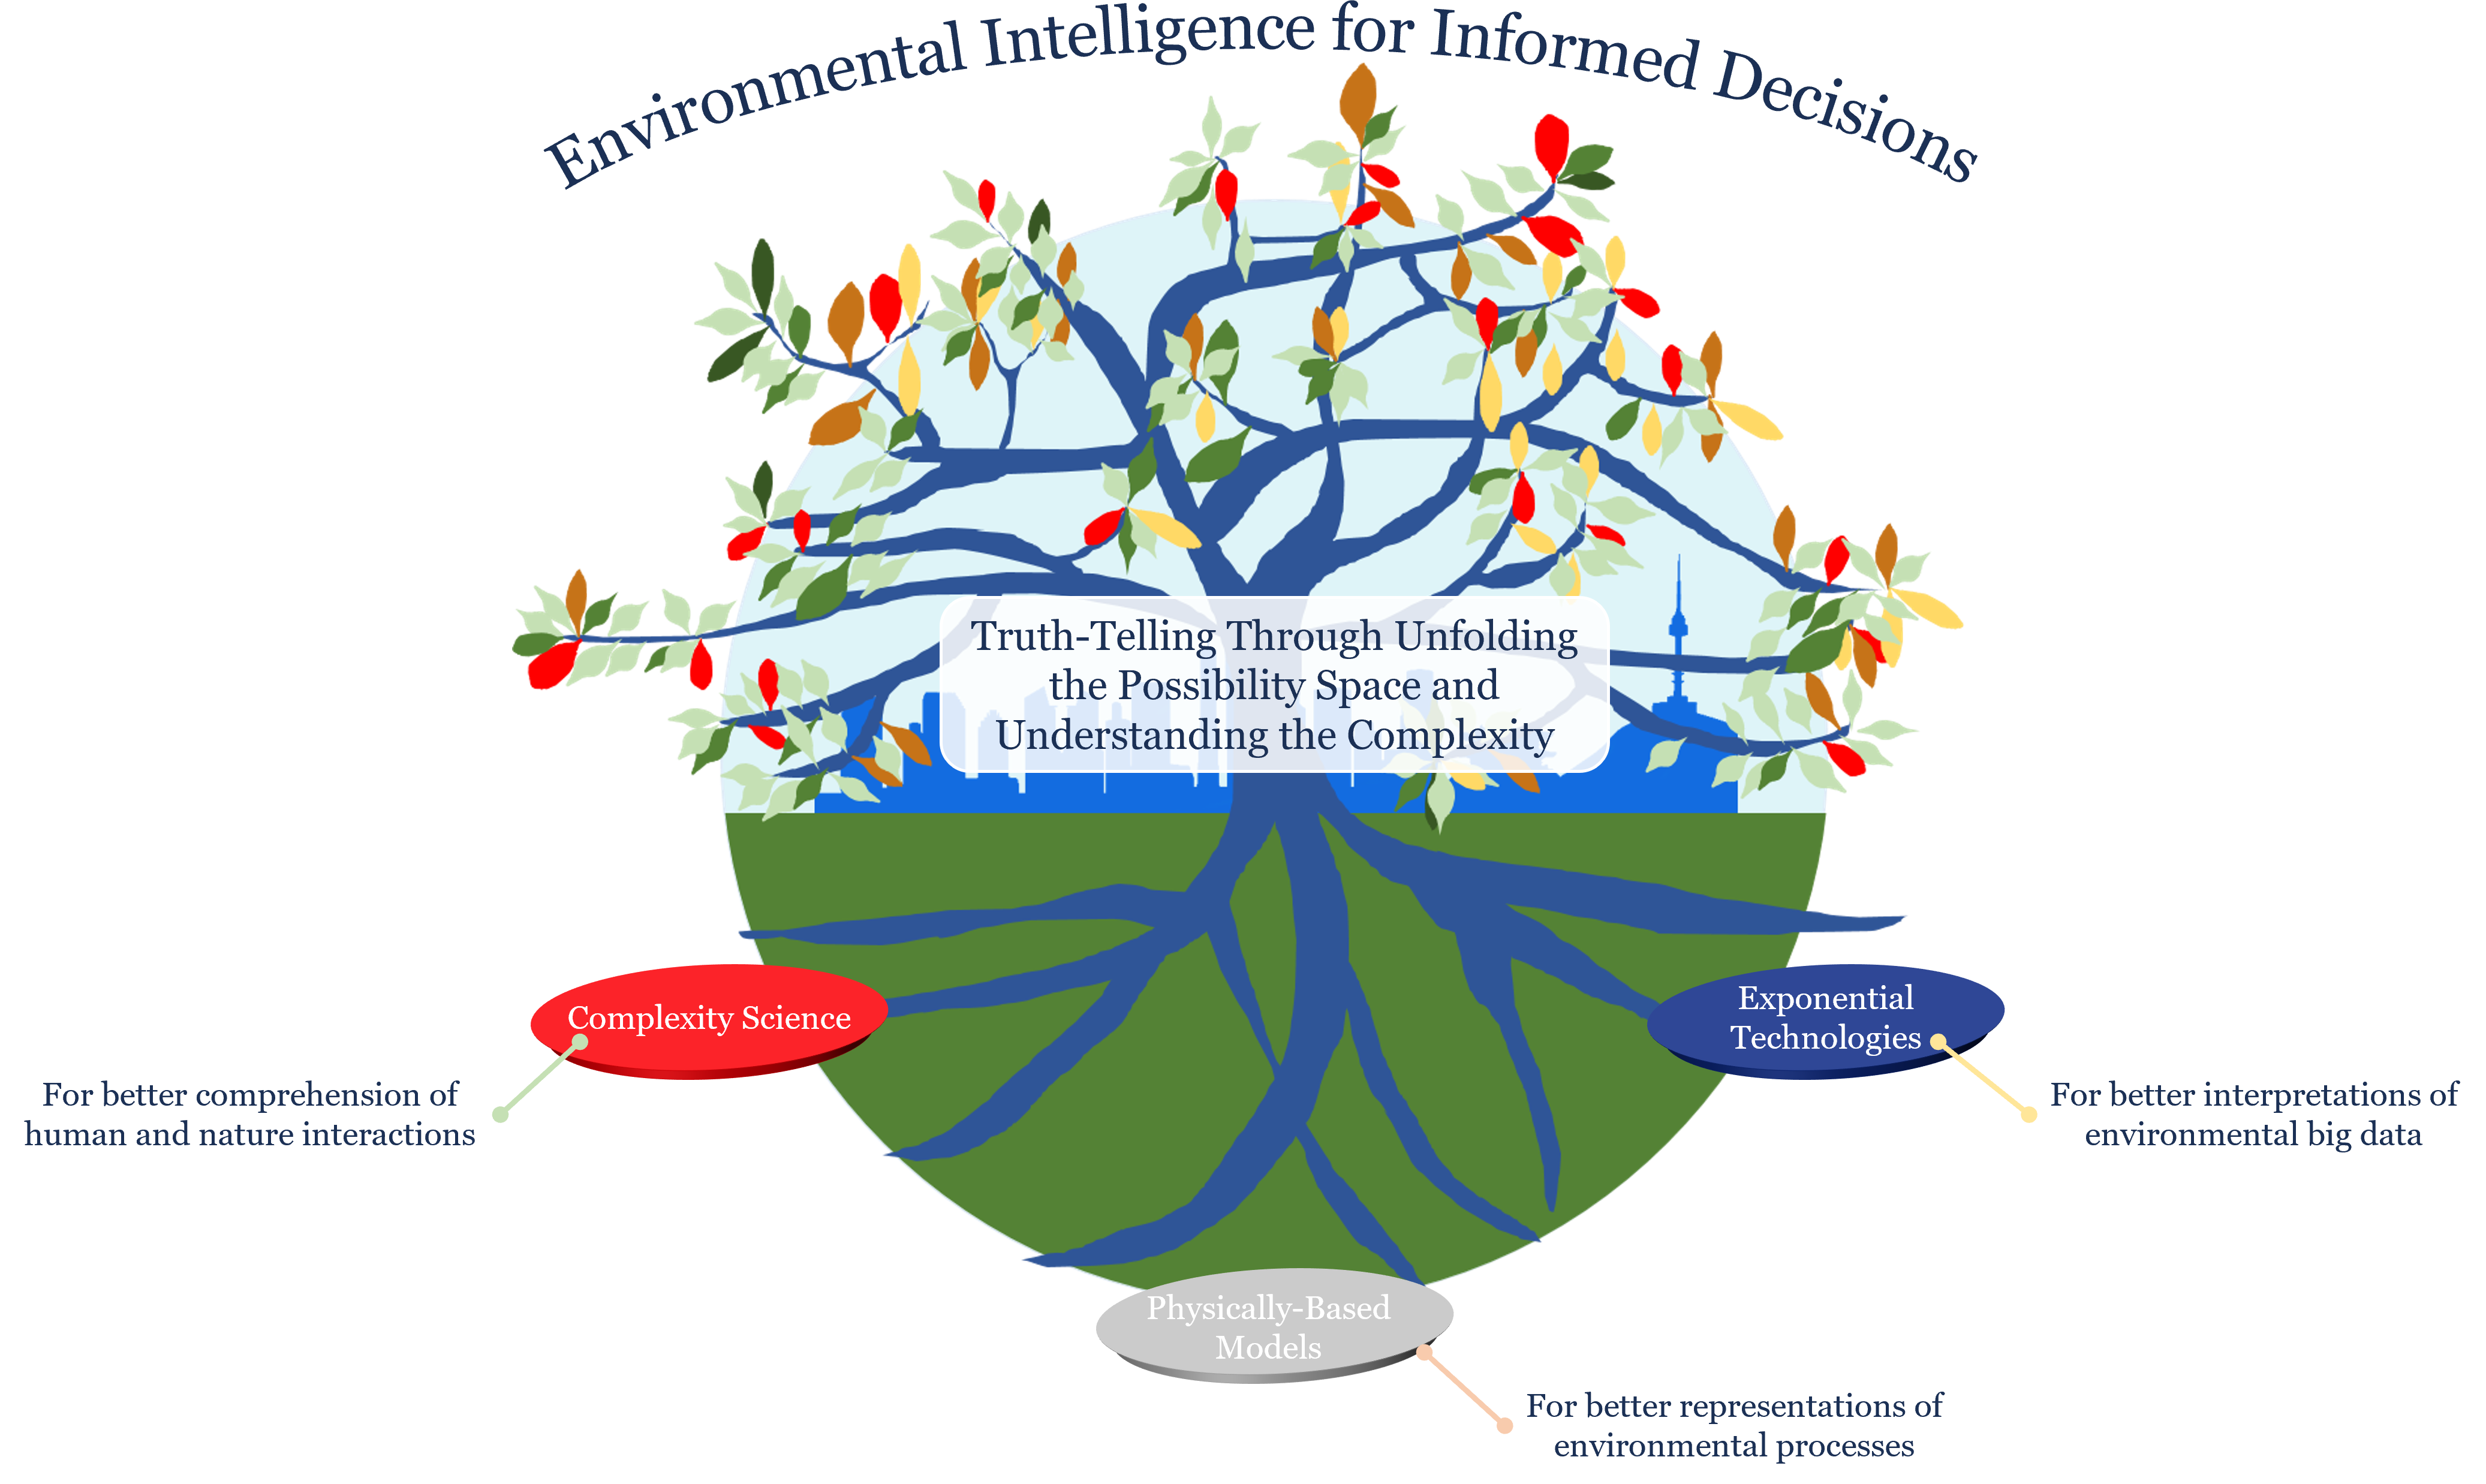 Environmental Intelligence for Informed Decisions
Truth-Telling Through Unfolding
the Possibility Space and
Understanding the Complexity
Complexity Science
For better comprehension of
human and nature interactions
Exponential
Technologies
For better interpretations of
environmental big data
Physically-Based
Models
For better representations of
environmental processes